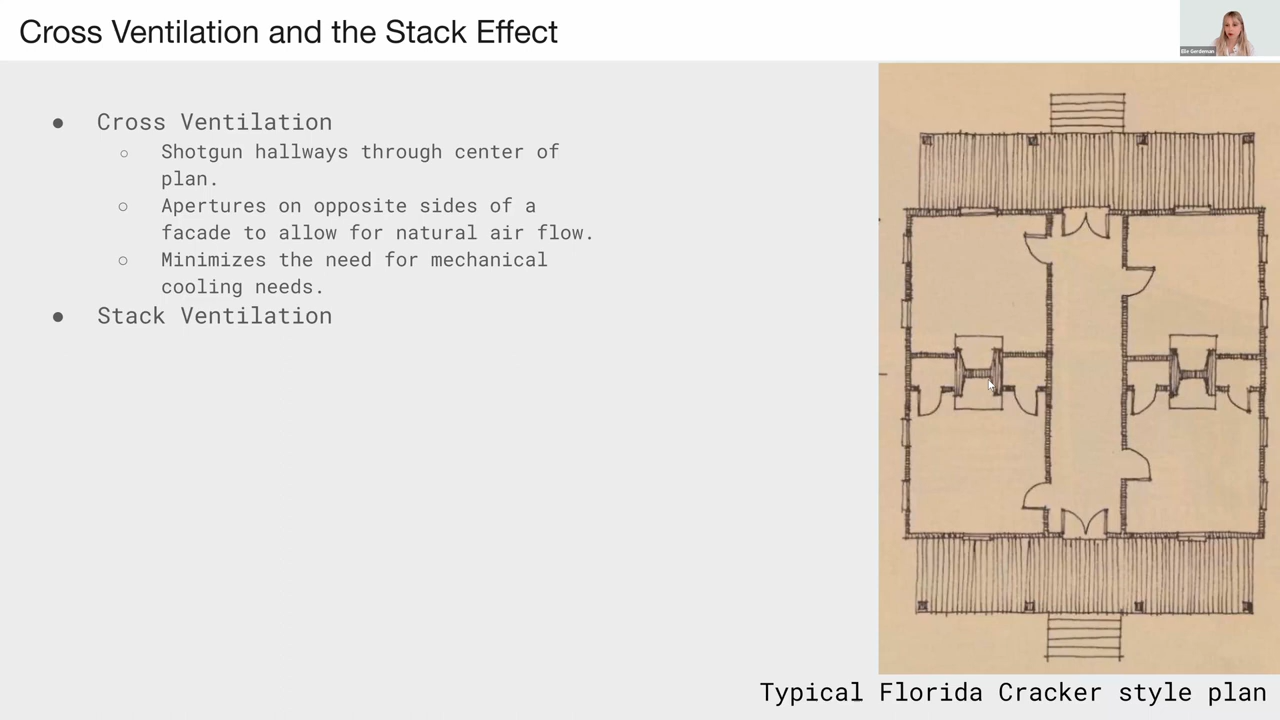 Cross Ventilation and the Stack Effect
Elle Gerdeman
● Cross Ventilation
○ Shotgun hallways through center of
plan.
○ Apertures on opposite sides of a
facade to allow for natural air flow.
○ Minimizes the need for mechanical
cooling needs.
● Stack Ventilation
Typical Florida Cracker style plan